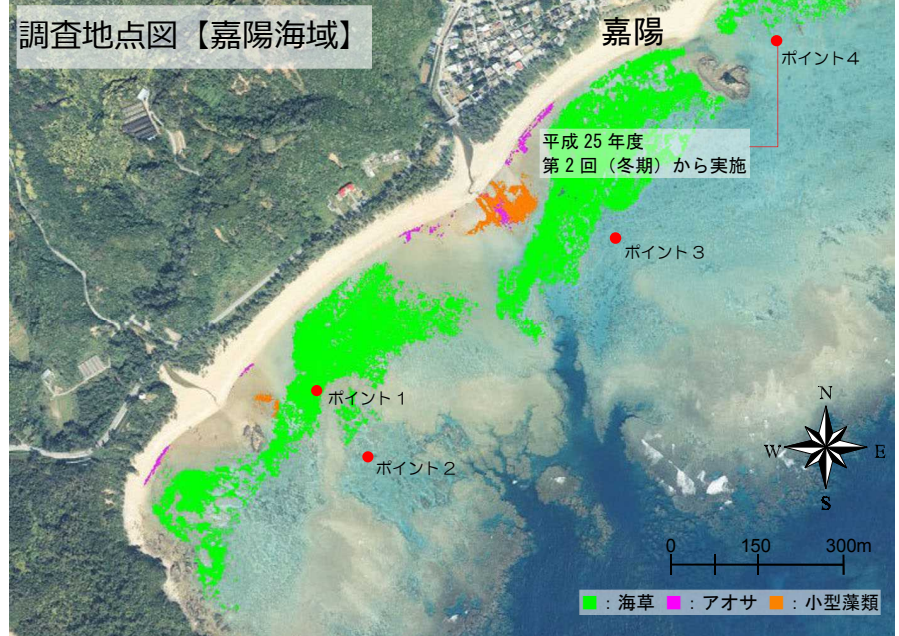 調査地点図【嘉陽海域】
嘉陽
ポイント4
平成25年度
第2回（冬期）から実施
ポイント3
ポイント1
ポイント2
N
W
E
S
0 150 300m
：海草 ：アオサ ：小型藻類